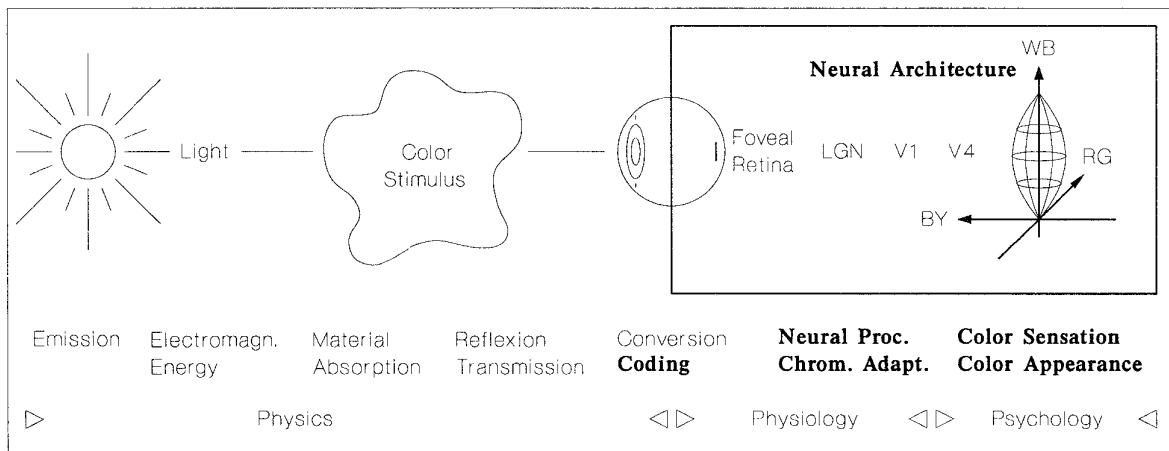 WB
Neural Architecture
Light
Color
Stimulus
Foveal
Retina
LGN
V1
V4
RG
BY
Emission
Electromagn.
Energy
Material
Absorption
Reflexion
Transmission
Conversion
Coding
Neural Proc.
Chrom. Adapt.
Color Sensation
Color Appearance
Physics
Physiology
Psychology